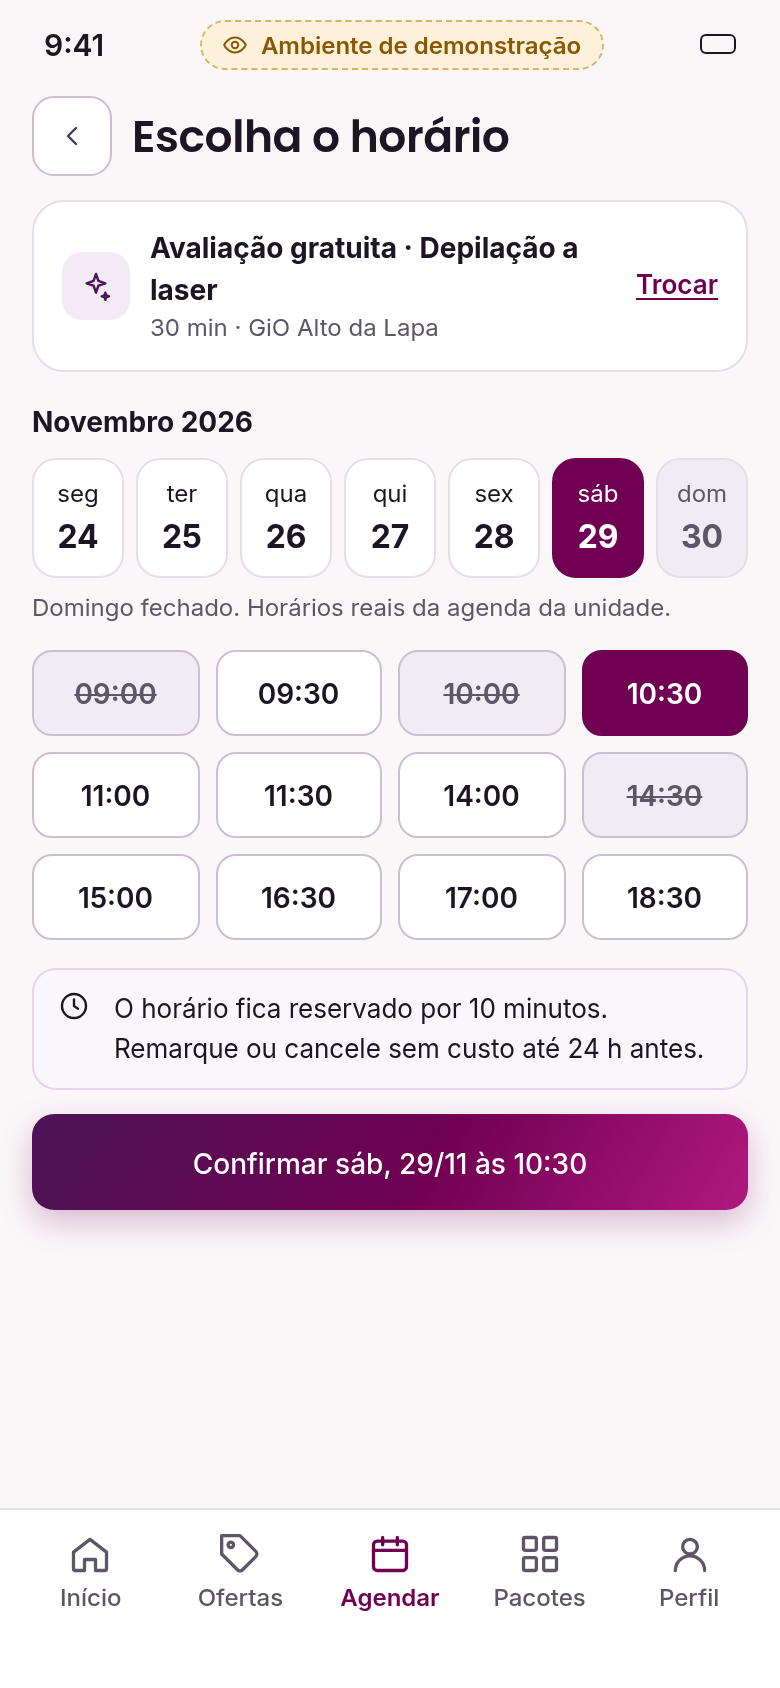 9:41
Ambiente de demonstração
Escolha o horário
Avaliação gratuita · Depilação a
laser
30 min · GiO Alto da Lapa
Trocar
Novembro 2026
seg ter qua qui sex sáb dom
24 25 26 27 28 29 30
Domingo fechado. Horários reais da agenda da unidade.
09:00 09:30 10:00 10:30
11:00 11:30 14:00 14:30
15:00 16:30 17:00 18:30
O horário fica reservado por 10 minutos.
Remarque ou cancele sem custo até 24 h antes.
Confirmar sáb, 29/11 às 10:30
Início Ofertas Agendar Pacotes Perfil